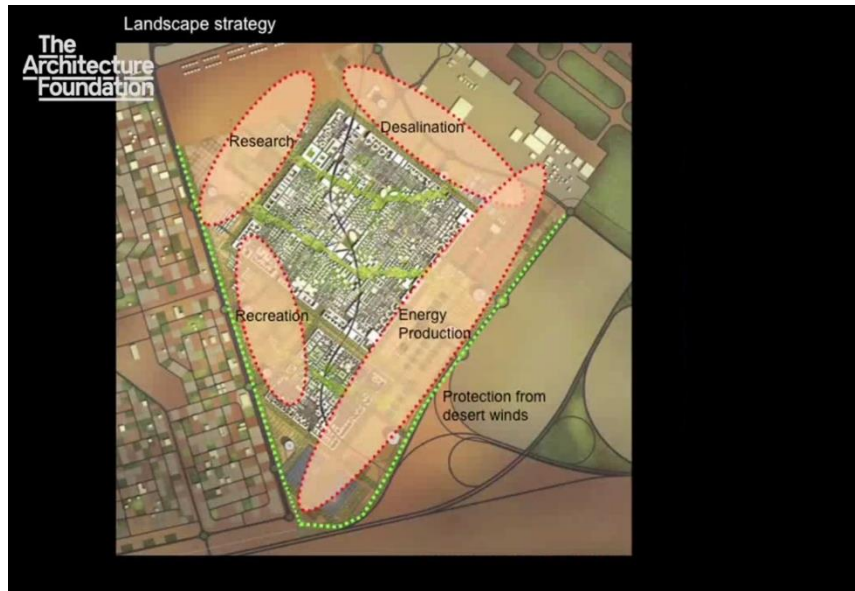 Landscape strategy
The
Architecture
Foundation
Research
Desalination
Recreation
Energy
Production
Protection from
desert winds